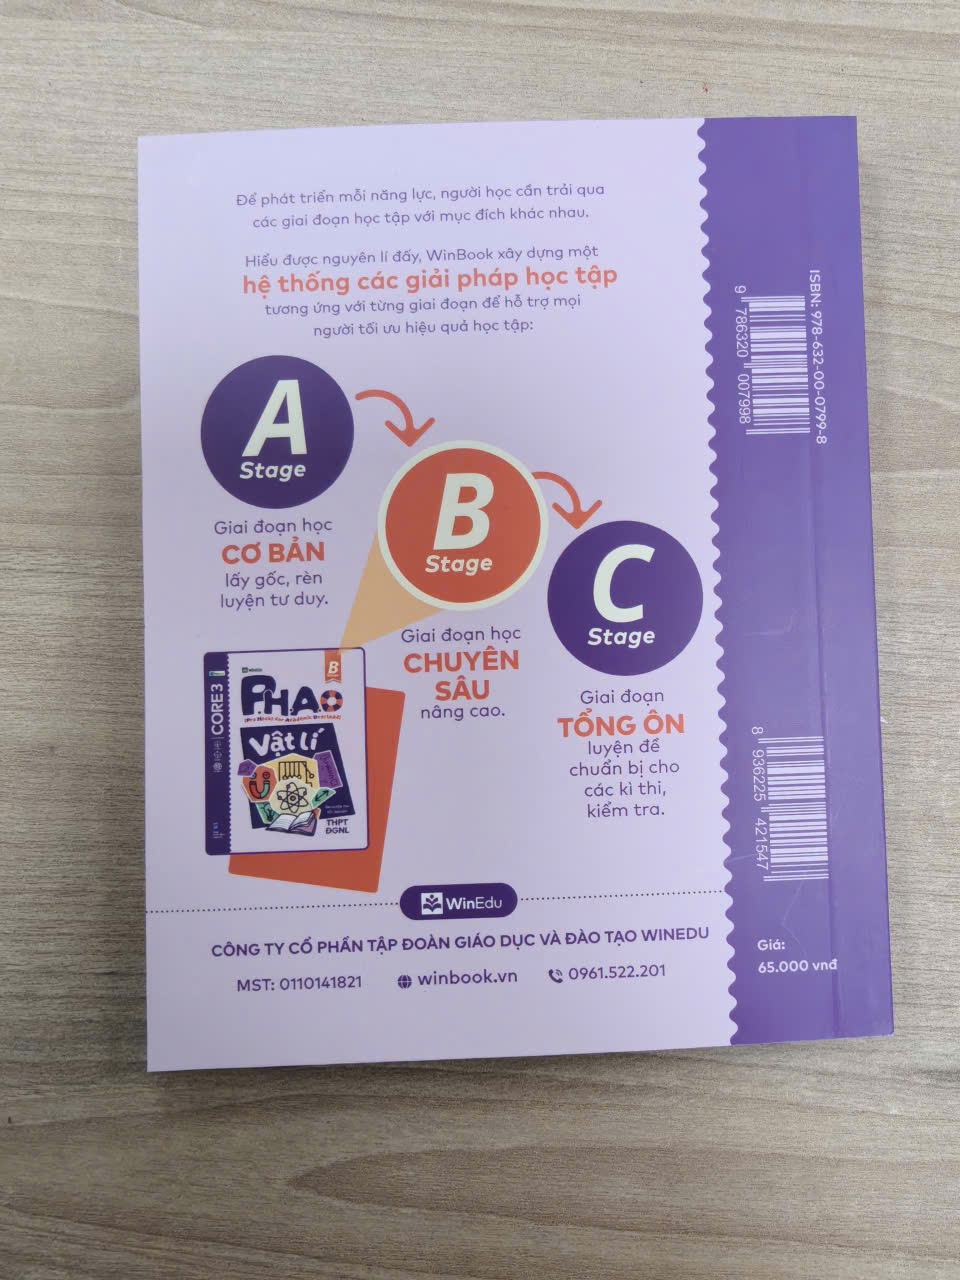 Để phát triển mỗi năng lực, người học cần trải qua
các giai đoạn học tập với mục đích khác nhau.
Hiểu được nguyên lí đấy, WinBook xây dựng một
hệ thống các giải pháp học tập
tương ứng với từng giai đoạn để hỗ trợ mọi
người tối ưu hiệu quả học tập:
A
Stage
Giai đoạn học
CƠ BẢN
lấy gốc, rèn
luyện tư duy.
B
Stage
Giai đoạn học
CHUYÊN
SÂU
nâng cao.
C
Stage
Giai đoạn
TỔNG ÔN
luyện đề
chuẩn bị cho
các kì thi,
kiểm tra.
CORE3
WinEdu
B
P.H.A.O
Vật lí
THPT
ĐGNL
WinEdu
CÔNG TY CỔ PHẦN TẬP ĐOÀN GIÁO DỤC VÀ ĐÀO TẠO WINEDU
MST: 0110141821
winbook.vn
0961.522.201
ISBN: 978-632-00-0799-8
9 786320 007998
8 936225 421547
Giá:
65.000 vnđ